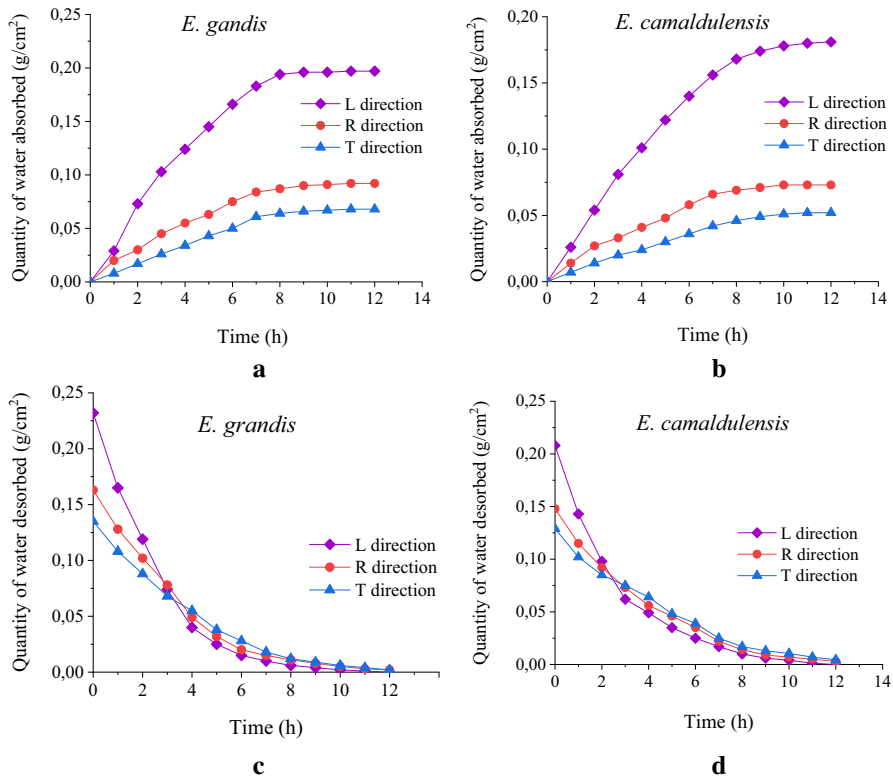 E. gandis
Quantity of water absorbed (g/cm²)
0,25
0,20
0,15
0,10
0,05
0,00
L direction
R direction
T direction
0 2 4 6 8 10 12 14
Time (h)
a
E. camaldulensis
Quantity of water absorbed (g/cm²)
0,20
0,15
0,10
0,05
0,00
L direction
R direction
T direction
0 2 4 6 8 10 12 14
Time (h)
b
E. grandis
Quantity of water desorbed (g/cm²)
0,25
0,20
0,15
0,10
0,05
0,00
L direction
R direction
T direction
0 2 4 6 8 10 12 14
Time (h)
c
E. camaldulensis
Quantity of water desorbed (g/cm²)
0,25
0,20
0,15
0,10
0,05
0,00
L direction
R direction
T direction
0 2 4 6 8 10 12 14
Time (h)
d